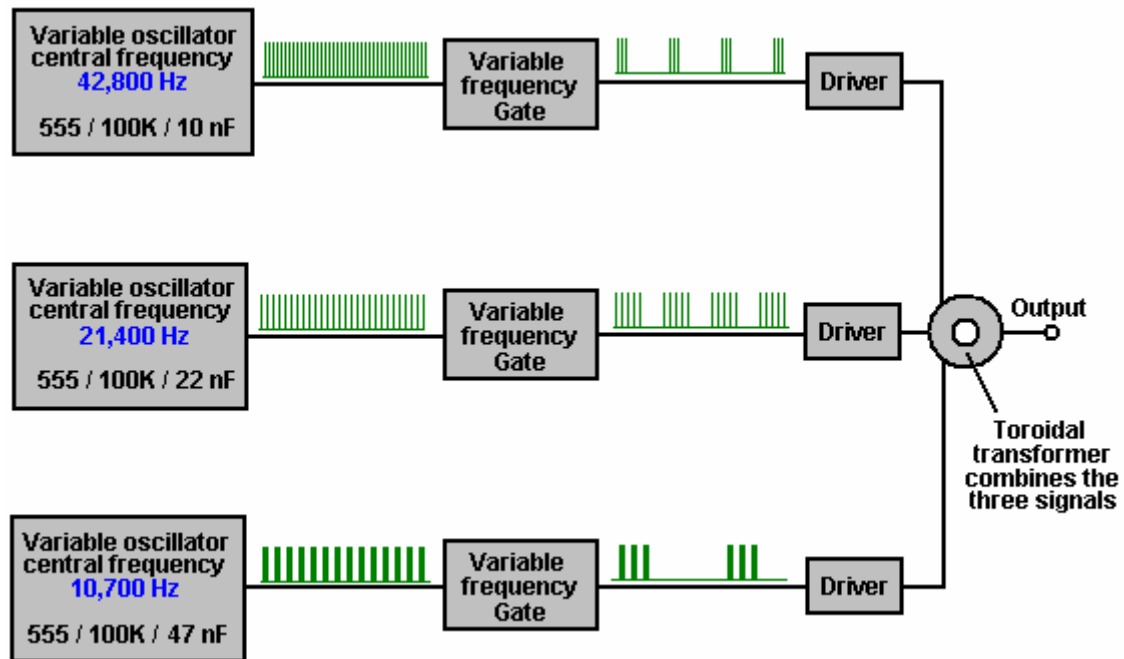 Variable oscillator
central frequency
42,800 Hz
555 / 100K / 10 nF
Variable
frequency
Gate
Driver
Variable oscillator
central frequency
21,400 Hz
555 / 100K / 22 nF
Variable
frequency
Gate
Driver
Output
Toroidal
transformer
combines the
three signals
Variable oscillator
central frequency
10,700 Hz
555 / 100K / 47 nF
Variable
frequency
Gate
Driver